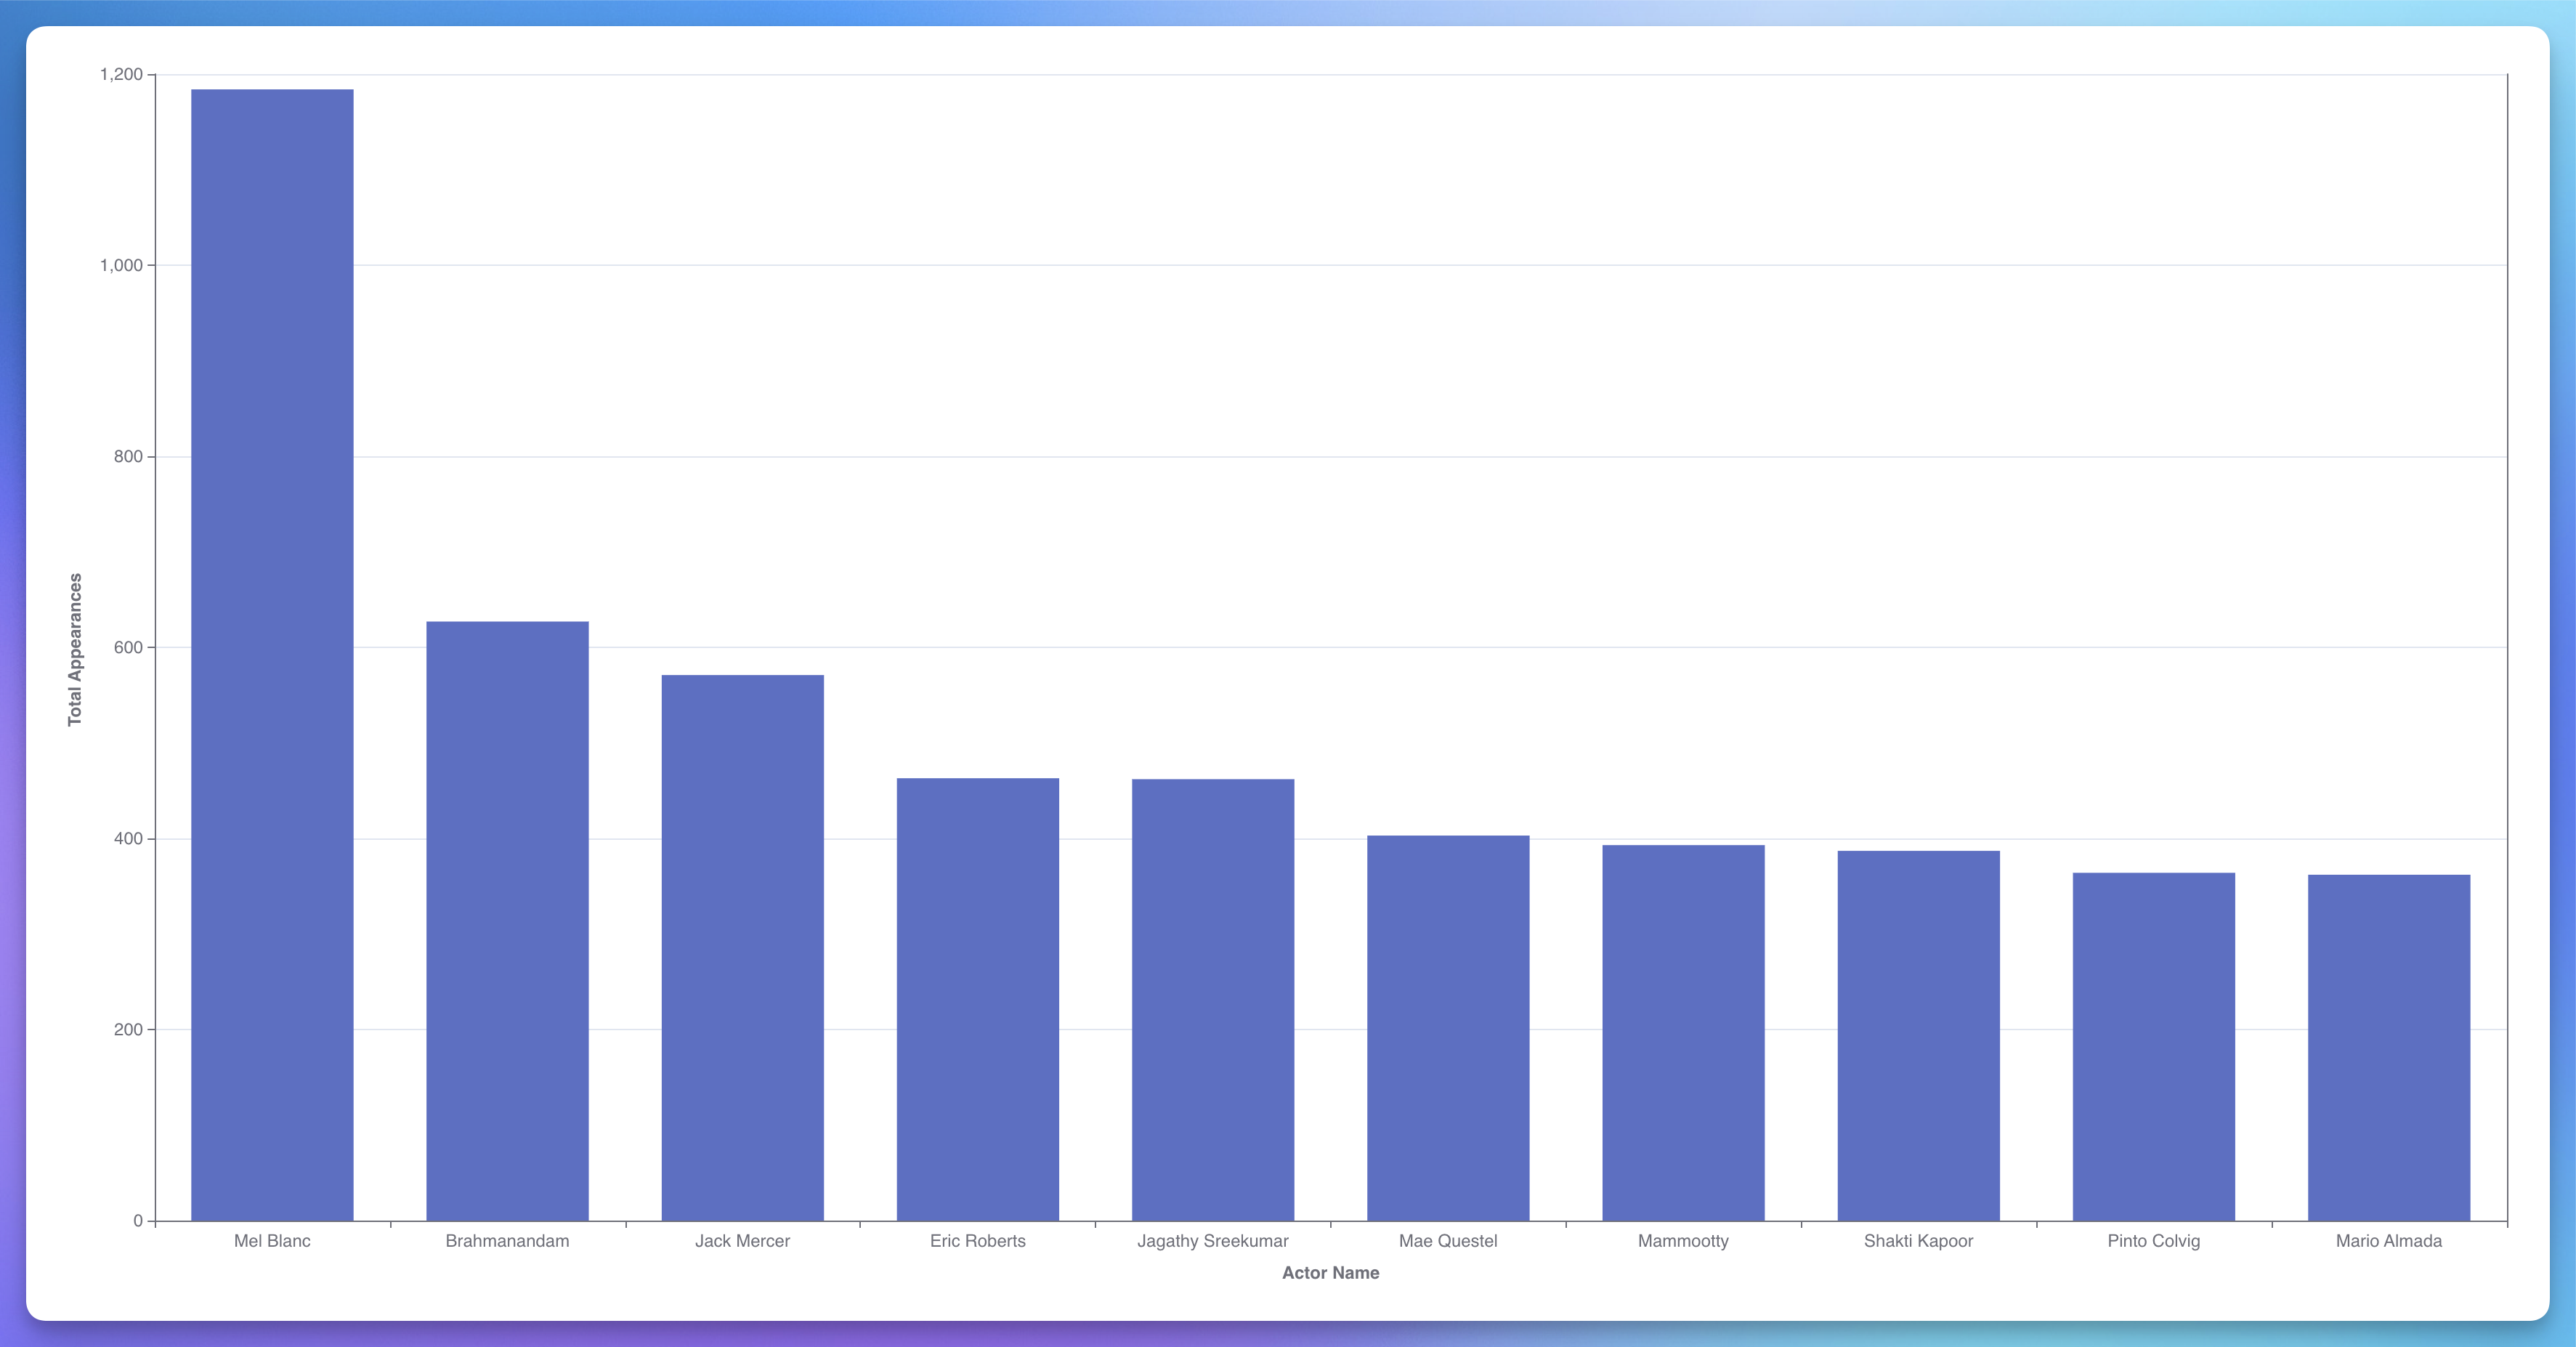 1,200
1,000
800
600
400
200
0
Total Appearances
Mel Blanc
Brahmanandam
Jack Mercer
Eric Roberts
Jagathy Sreekumar
Mae Questel
Mammootty
Shakti Kapoor
Pinto Colvig
Mario Almada
Actor Name